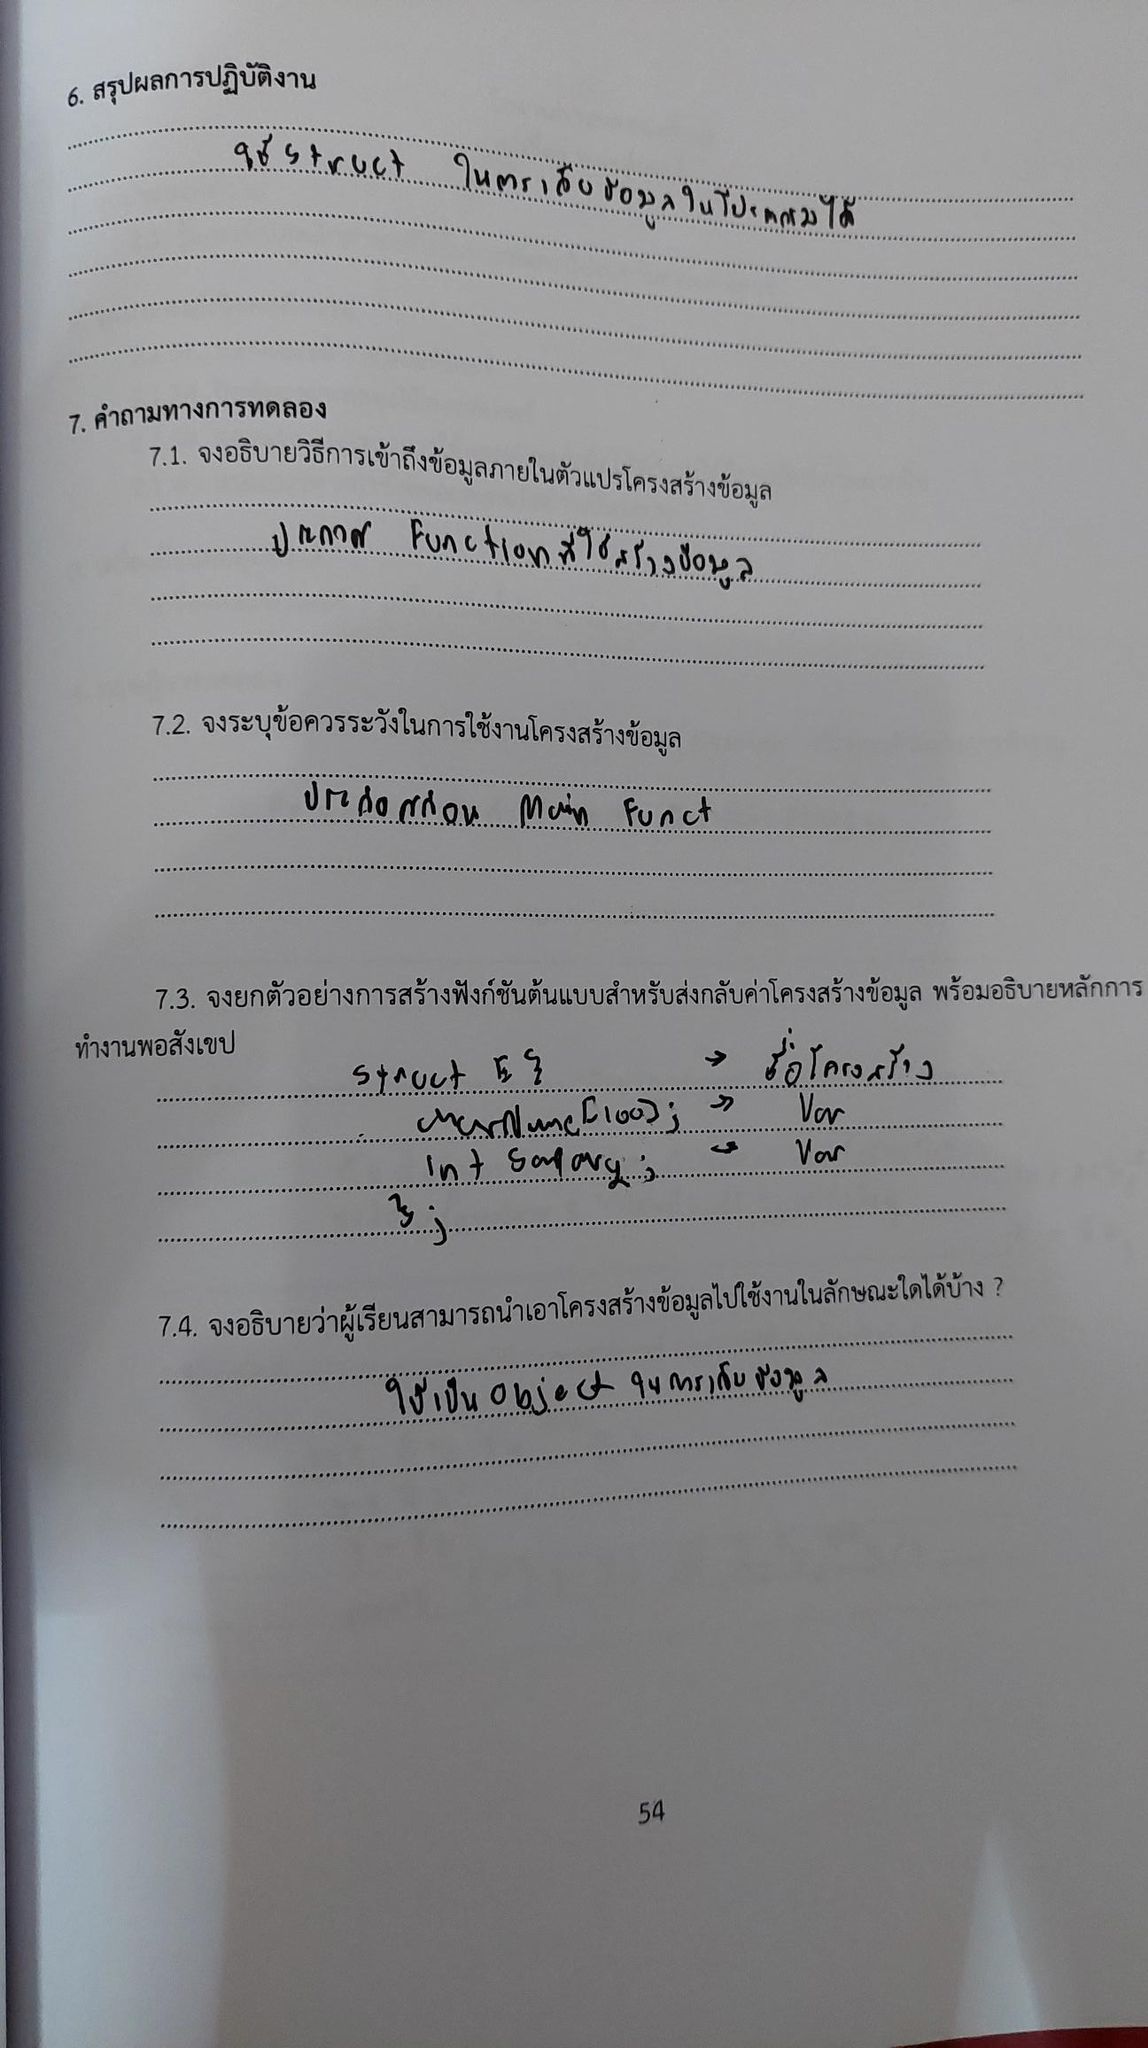 6. สรุปผลการปฏิบัติงาน
ใช้ struct ในการเก็บข้อมูลในโปรแกรมได้
7. คำถามทางการทดลอง
7.1. จงอธิบายวิธีการเข้าถึงข้อมูลภายในตัวแปรโครงสร้างข้อมูล
ประกาศ Function ที่ใช้สร้างข้อมูล
7.2. จงระบุข้อควรระวังในการใช้งานโครงสร้างข้อมูล
ประกาศก่อน Main Funct
7.3. จงยกตัวอย่างการสร้างฟังก์ชันต้นแบบสำหรับส่งกลับค่าโครงสร้างข้อมูล พร้อมอธิบายหลักการ
ทำงานพอสังเขป
struct E { → ชื่อโครงสร้าง
char Name[100]; → Var
int Salary; → Var
};
7.4. จงอธิบายว่าผู้เรียนสามารถนำเอาโครงสร้างข้อมูลไปใช้งานในลักษณะใดได้บ้าง ?
ใช้เป็น object ในการเก็บข้อมูล
54